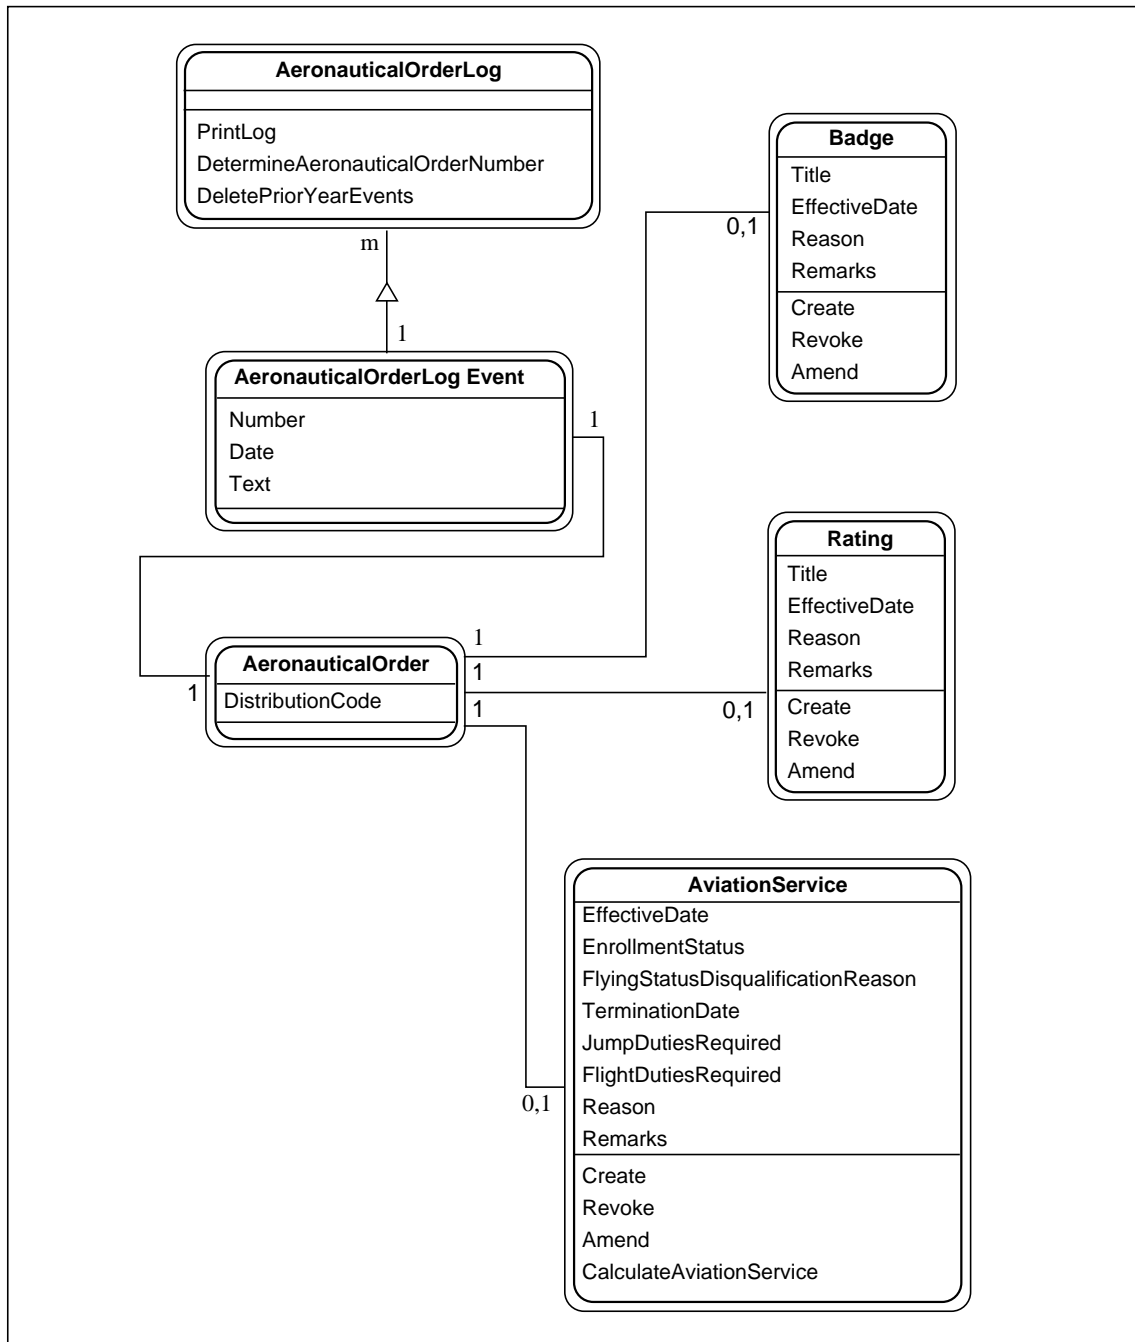 AeronauticalOrderLog
PrintLog
DetermineAeronauticalOrderNumber
DeletePriorYearEvents
m
1
AeronauticalOrderLog Event
Number
Date
Text
1
1
AeronauticalOrder
DistributionCode
1
1
1
0,1
Badge
Title
EffectiveDate
Reason
Remarks
Create
Revoke
Amend
0,1
Rating
Title
EffectiveDate
Reason
Remarks
Create
Revoke
Amend
0,1
AviationService
EffectiveDate
EnrollmentStatus
FlyingStatusDisqualificationReason
TerminationDate
JumpDutiesRequired
FlightDutiesRequired
Reason
Remarks
Create
Revoke
Amend
CalculateAviationService